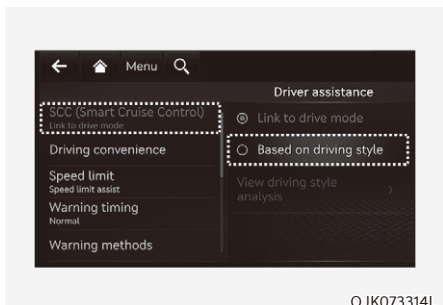 Menu
Driver assistance
SCC (Smart Cruise Control)
Link to drive mode
Link to drive mode
Driving convenience
Based on driving style
Speed limit
Speed limit assist
View driving style
analysis
Warning timing
Normal
Warning methods
OJK073314L